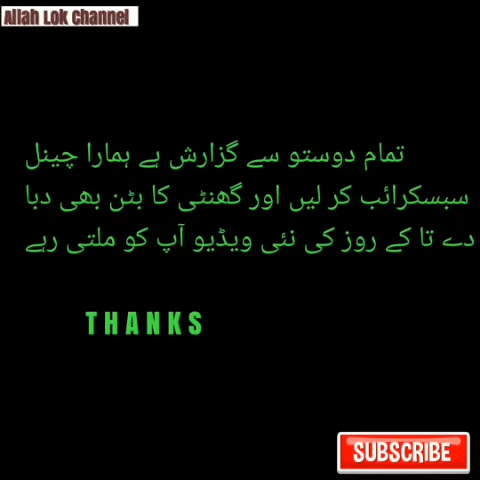 Allah Lok Channel
تمام دوستو سے گزارش ہے ہمارا چینل
سبسکرائب کر لیں اور گھنٹی کا بٹن بھی دبا
دے تا کے روز کی نئی ویڈیو آپ کو ملتی رہے
THANKS
SUBSCRIBE